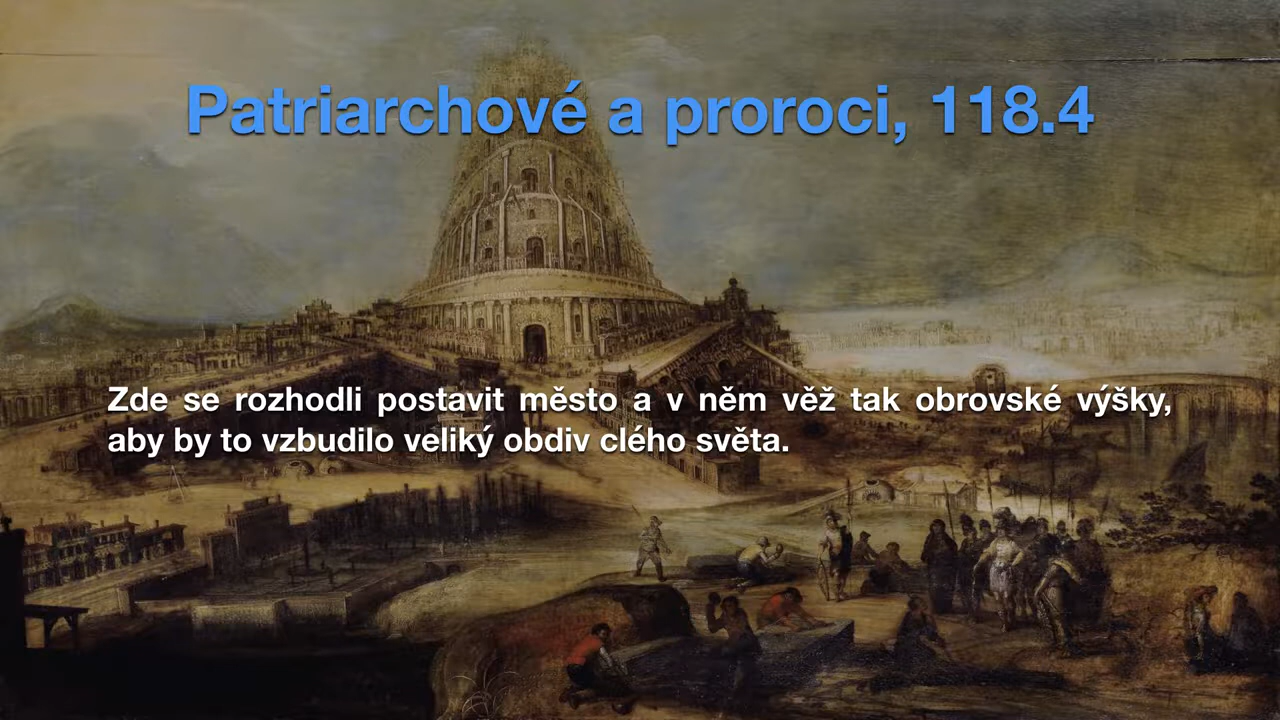 Patriarchové a proroci, 118.4
Zde se rozhodli postavit město a v něm věž tak obrovské výšky,
aby by to vzbudilo veliký obdiv clého světa.